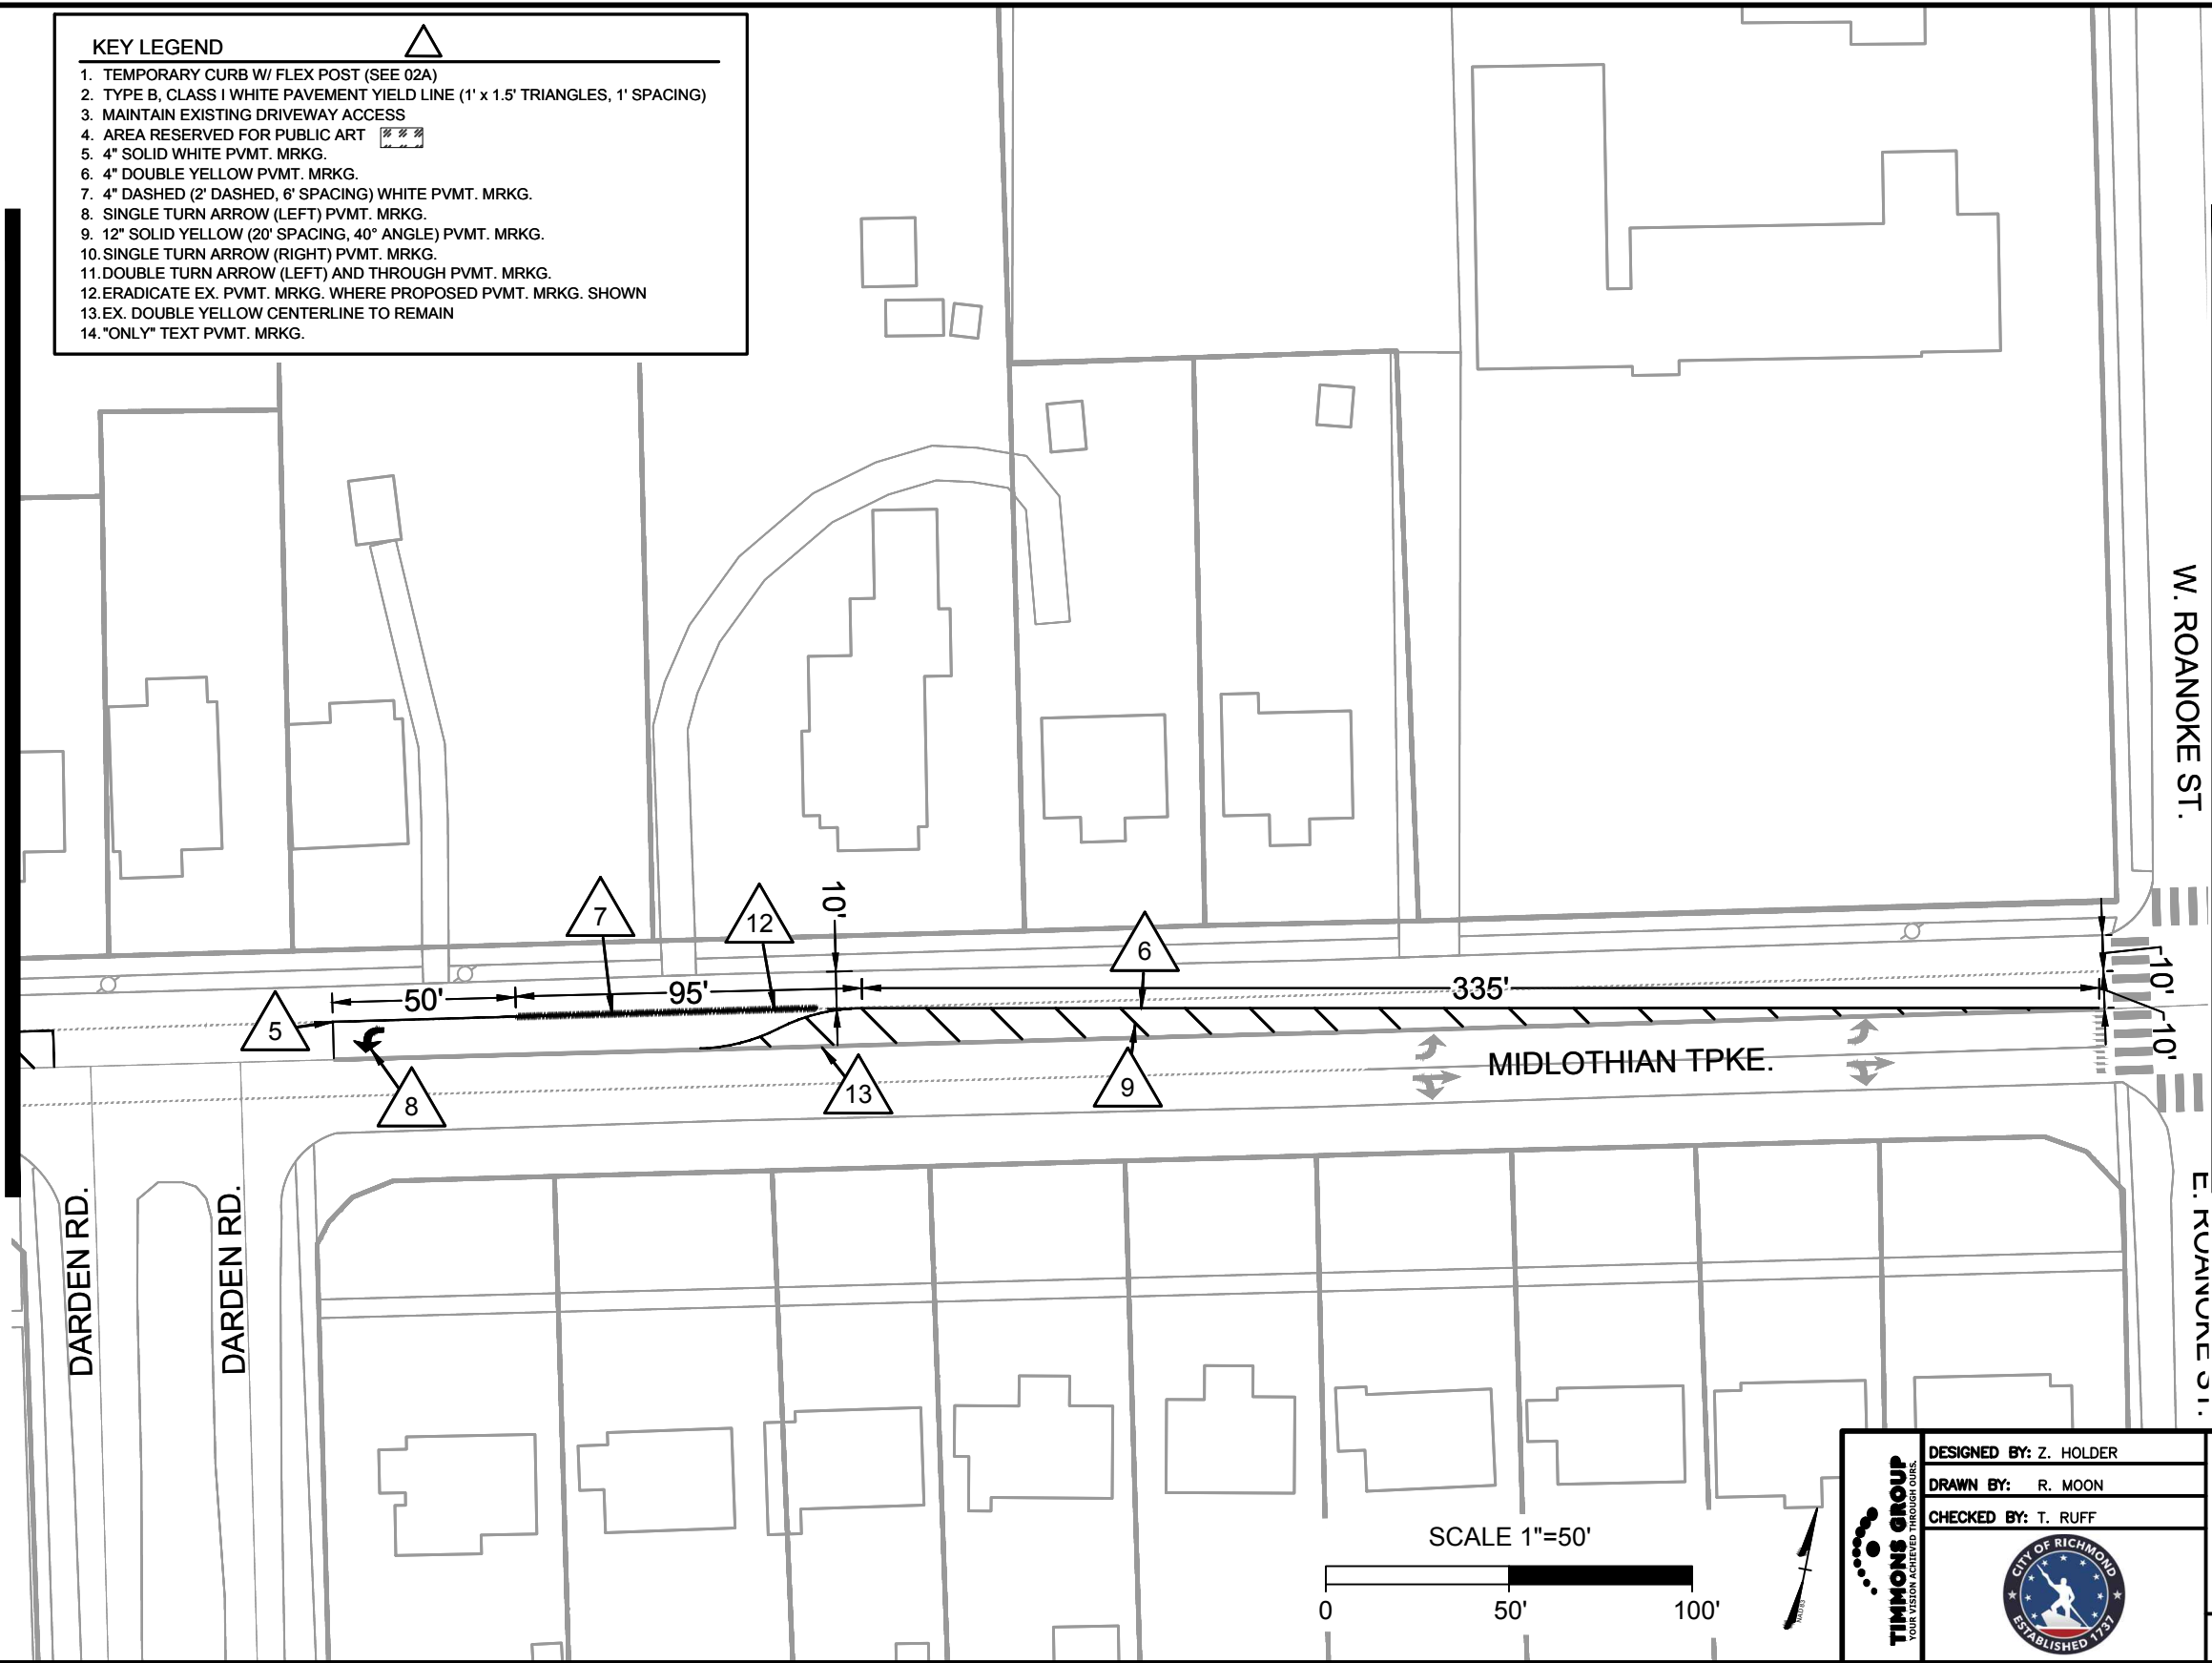 KEY LEGEND
1. TEMPORARY CURB W/ FLEX POST (SEE 02A)
2. TYPE B, CLASS I WHITE PAVEMENT YIELD LINE (1' x 1.5' TRIANGLES, 1' SPACING)
3. MAINTAIN EXISTING DRIVEWAY ACCESS
4. AREA RESERVED FOR PUBLIC ART
5. 4" SOLID WHITE PVMT. MRKG.
6. 4" DOUBLE YELLOW PVMT. MRKG.
7. 4" DASHED (2' DASHED, 6' SPACING) WHITE PVMT. MRKG.
8. SINGLE TURN ARROW (LEFT) PVMT. MRKG.
9. 12" SOLID YELLOW (20' SPACING, 40° ANGLE) PVMT. MRKG.
10. SINGLE TURN ARROW (RIGHT) PVMT. MRKG.
11. DOUBLE TURN ARROW (LEFT) AND THROUGH PVMT. MRKG.
12. ERADICATE EX. PVMT. MRKG. WHERE PROPOSED PVMT. MRKG. SHOWN
13. EX. DOUBLE YELLOW CENTERLINE TO REMAIN
14. "ONLY" TEXT PVMT. MRKG.
W. ROANOKE ST.
7
12
10'
6
50'
95'
335'
10'
5
10'
MIDLOTHIAN TPKE.
8
13
9
DARDEN RD.
DARDEN RD.
E. ROANOKE ST.
SCALE 1"=50'
0 50' 100'
NAD83
TIMMONS GROUP
YOUR VISION ACHIEVED THROUGH OURS.
DESIGNED BY: Z. HOLDER
DRAWN BY: R. MOON
CHECKED BY: T. RUFF
CITY OF RICHMOND
ESTABLISHED 1737